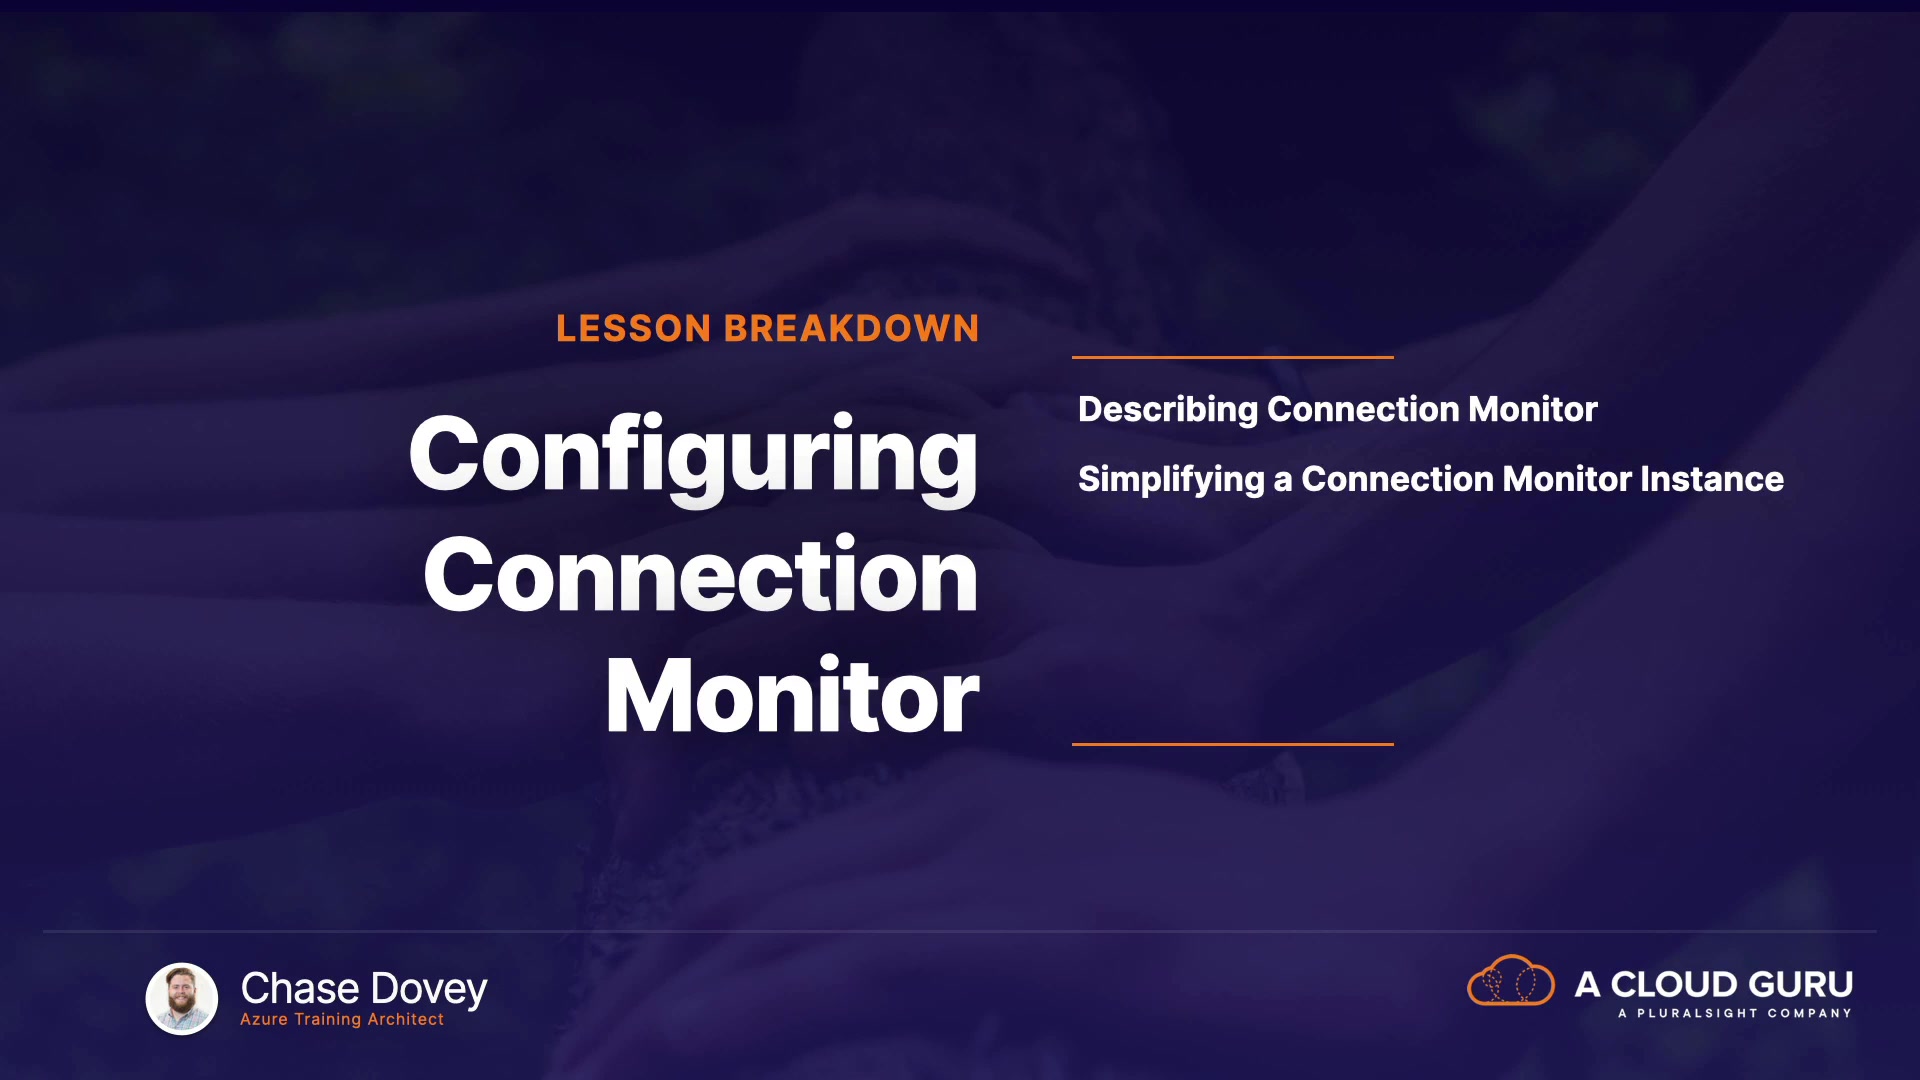 LESSON BREAKDOWN
Configuring
Connection
Monitor
Describing Connection Monitor
Simplifying a Connection Monitor Instance
Chase Dovey
Azure Training Architect
A CLOUD GURU
A PLURALSIGHT COMPANY